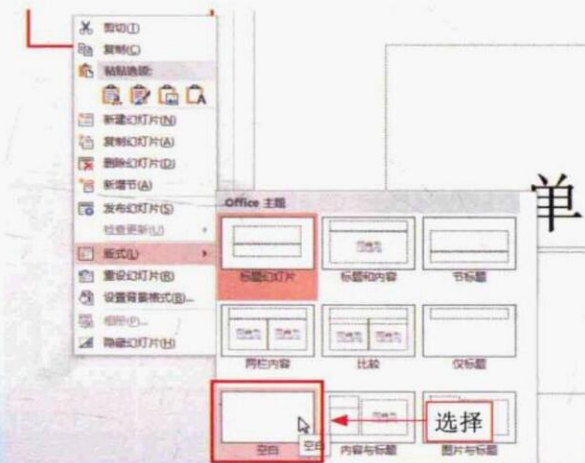 剪切(T)
复制(C)
粘贴选项:
新建幻灯片(N)
复制幻灯片(A)
删除幻灯片(D)
新增节(A)
发布幻灯片(S)
检查更新(U)
版式(L)
重设幻灯片(R)
设置背景格式(B)...
相册(P)...
隐藏幻灯片(H)
Office 主题
标题幻灯片
标题和内容
节标题
两栏内容
比较
仅标题
空白
空白
内容与标题
图片与标题
选择
单